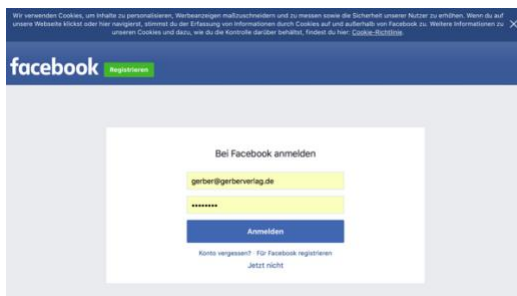 Wir verwenden Cookies, um Inhalte zu personalisieren, Werbeanzeigen maßzuschneidern und zu messen sowie die Sicherheit unserer Nutzer zu erhöhen. Wenn du auf
unsere Webseite klickst oder hier navigierst, stimmst du der Erfassung von Informationen durch Cookies auf und außerhalb von Facebook zu. Weitere Informationen zu
unseren Cookies und dazu, wie du die Kontrolle darüber behältst, findest du hier: Cookie-Richtlinie.
facebook Registrieren
Bei Facebook anmelden
gerber@gerberverlag.de
••••••••
Anmelden
Konto vergessen? · Für Facebook registrieren
Jetzt nicht